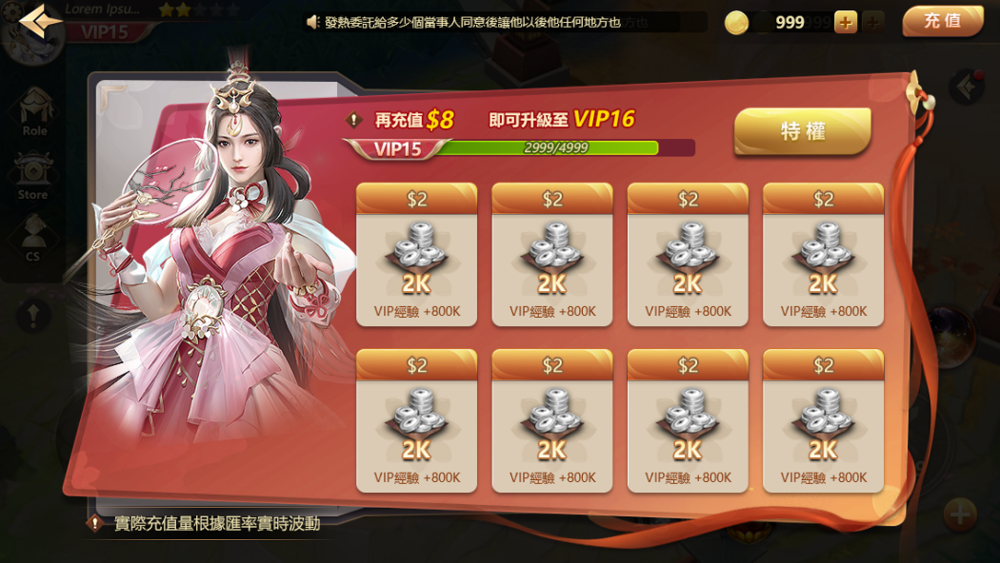 Lorem Ipsu...
VIP15
發熱委託給多少個當事人同意後讓他以後他任何地方也
999
充值
Role
Store
CS
再充值$8 即可升級至VIP16
VIP15
2999/4999
特權
$2
2K
VIP經驗 +800K
$2
2K
VIP經驗 +800K
$2
2K
VIP經驗 +800K
$2
2K
VIP經驗 +800K
$2
2K
VIP經驗 +800K
$2
2K
VIP經驗 +800K
$2
2K
VIP經驗 +800K
$2
2K
VIP經驗 +800K
實際充值量根據匯率實時波動